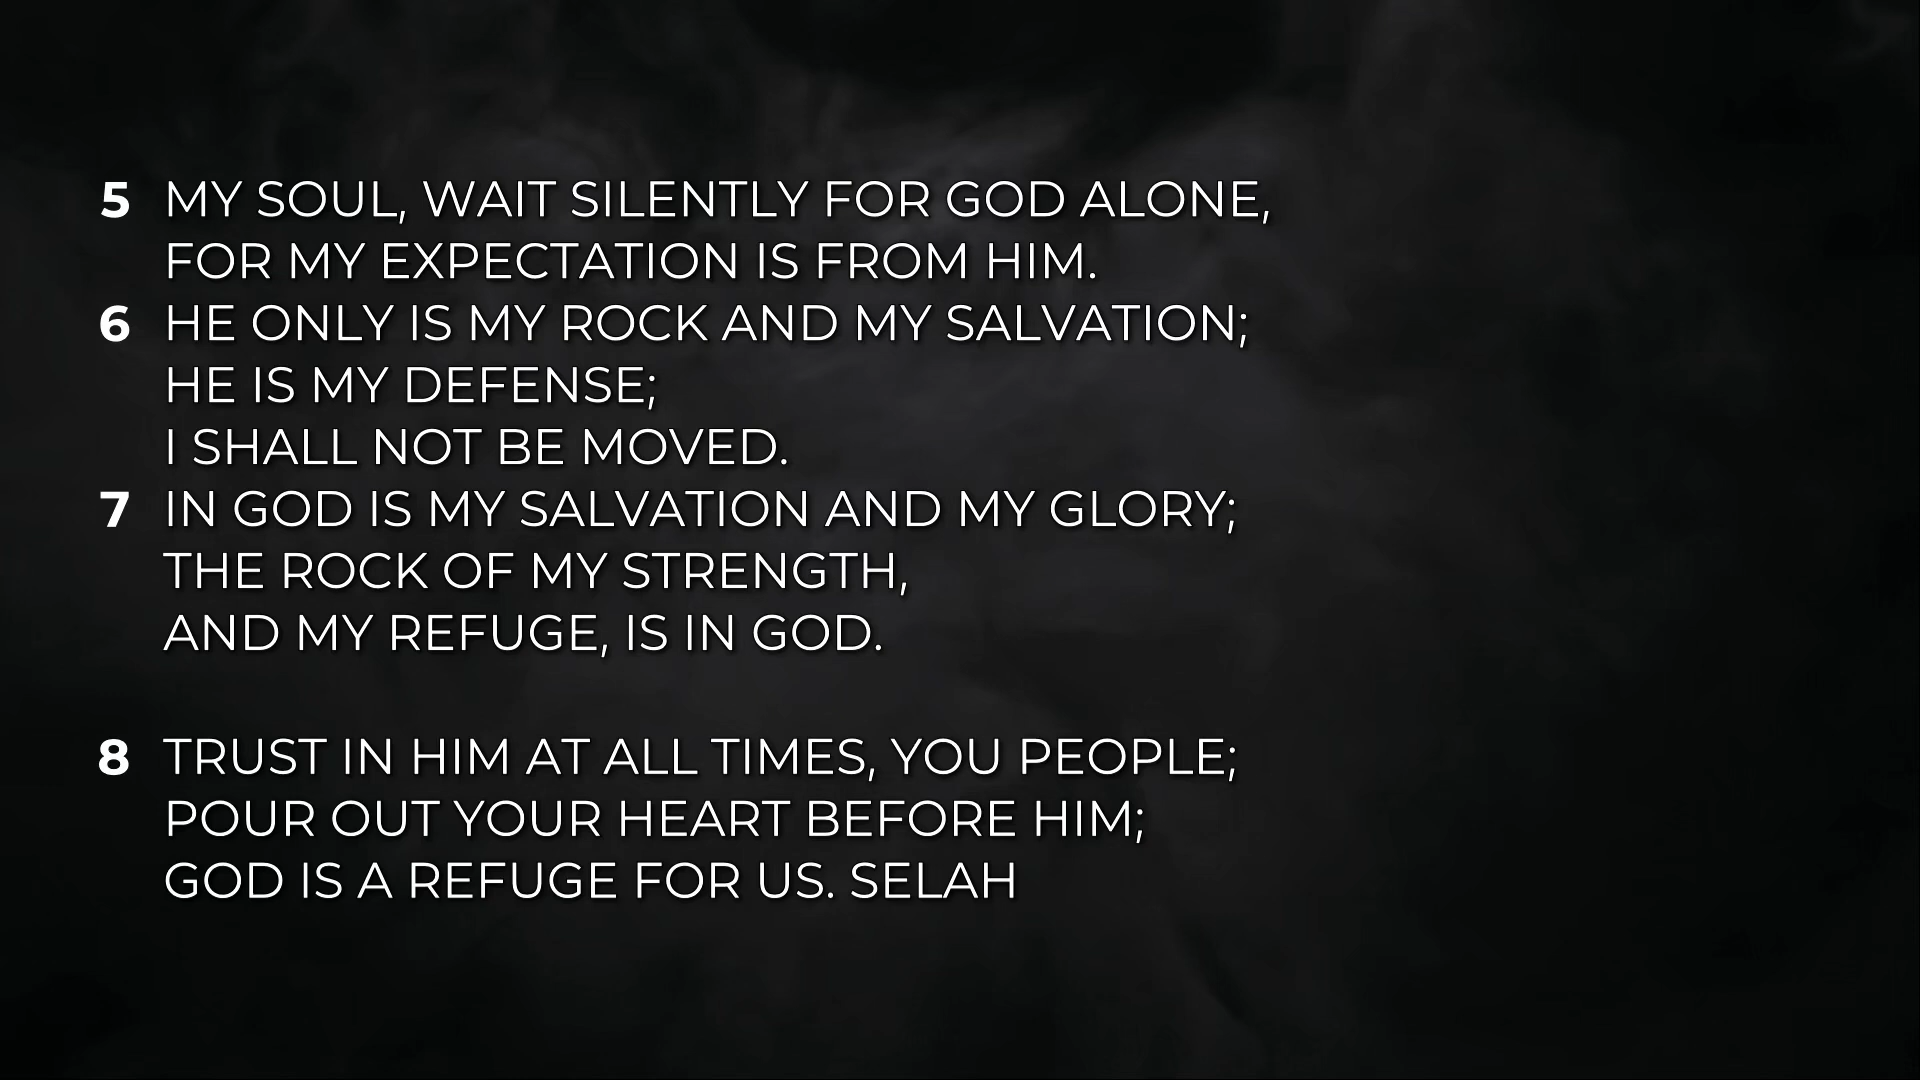 5 MY SOUL, WAIT SILENTLY FOR GOD ALONE,
FOR MY EXPECTATION IS FROM HIM.
6 HE ONLY IS MY ROCK AND MY SALVATION;
HE IS MY DEFENSE;
I SHALL NOT BE MOVED.
7 IN GOD IS MY SALVATION AND MY GLORY;
THE ROCK OF MY STRENGTH,
AND MY REFUGE, IS IN GOD.
8 TRUST IN HIM AT ALL TIMES, YOU PEOPLE;
POUR OUT YOUR HEART BEFORE HIM;
GOD IS A REFUGE FOR US. SELAH